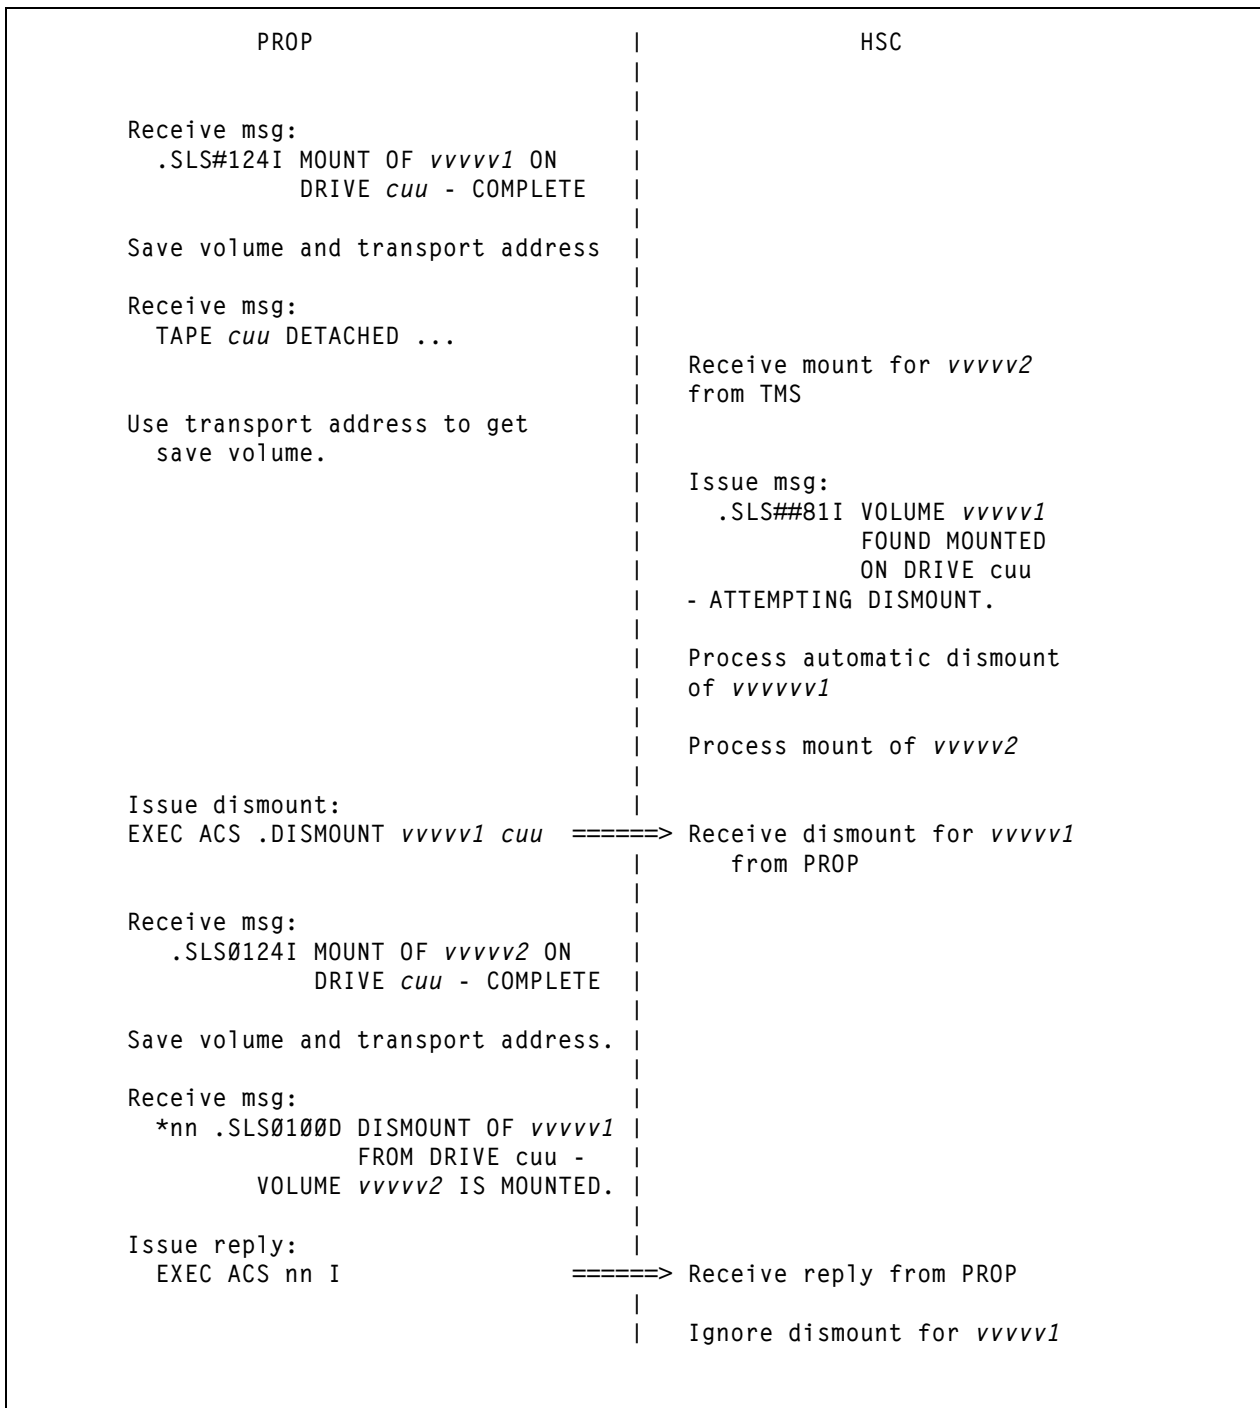 PROP | HSC
|
|
Receive msg: |
.SLS#124I MOUNT OF vvvvv1 ON |
DRIVE cuu - COMPLETE |
|
Save volume and transport address |
|
Receive msg: |
TAPE cuu DETACHED ... |
| Receive mount for vvvvv2
| from TMS
Use transport address to get |
save volume. |
| Issue msg:
| .SLS##81I VOLUME vvvvv1
| FOUND MOUNTED
| ON DRIVE cuu
| - ATTEMPTING DISMOUNT.
|
| Process automatic dismount
| of vvvvvv1
|
| Process mount of vvvvv2
|
Issue dismount: |
EXEC ACS .DISMOUNT vvvvv1 cuu ======> Receive dismount for vvvvv1
| from PROP
|
Receive msg: |
.SLSØ124I MOUNT OF vvvvv2 ON |
DRIVE cuu - COMPLETE |
|
Save volume and transport address. |
|
Receive msg: |
*nn .SLSØ1ØØD DISMOUNT OF vvvvv1 |
FROM DRIVE cuu - |
VOLUME vvvvv2 IS MOUNTED. |
|
Issue reply: |
EXEC ACS nn I ======> Receive reply from PROP
|
| Ignore dismount for vvvvv1